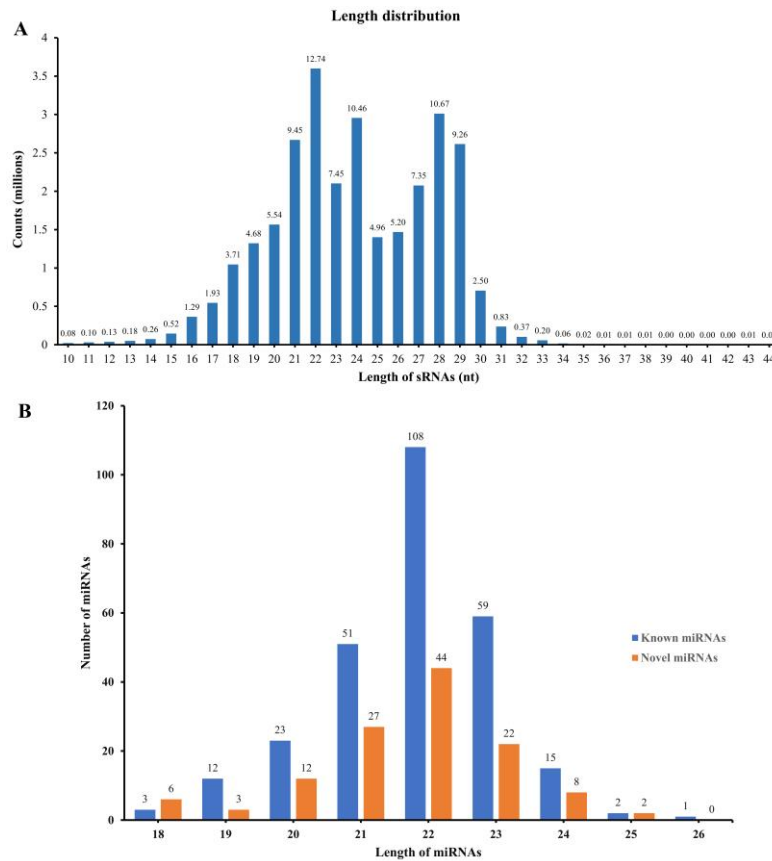 Length distribution
A
4
3.5
3
2.5
2
1.5
1
0.5
0
Counts (millions)
0.08 0.10 0.13 0.18 0.26 0.52 1.29 1.93 3.71 4.68 5.54 9.45 12.74 7.45 10.46 4.96 5.20 7.35 10.67 9.26 2.50 0.83 0.37 0.20 0.06 0.02 0.01 0.01 0.01 0.00 0.00 0.00 0.00 0.01
10 11 12 13 14 15 16 17 18 19 20 21 22 23 24 25 26 27 28 29 30 31 32 33 34 35 36 37 38 39 40 41 42 43 44
Length of sRNAs (nt)
B
120
100
80
60
40
20
0
Number of miRNAs
3 6 12 3 23 12 51 27 108 44 59 22 15 8 2 2 1 0
Known miRNAs
Novel miRNAs
18 19 20 21 22 23 24 25 26
Length of miRNAs